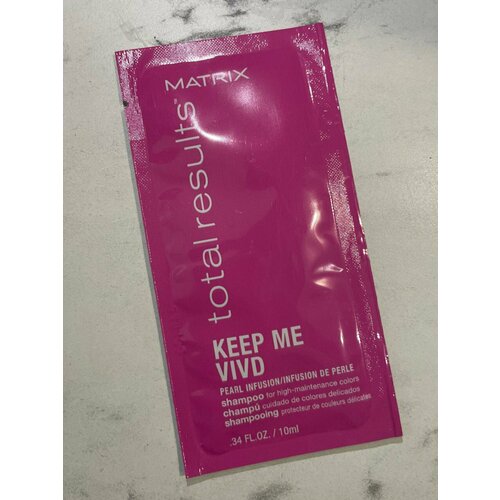 MATRIX
total results™
KEEP ME
VIVD
PEARL INFUSION/INFUSION DE PERLE
shampoo for high-maintenance colors
champú cuidado de colores delicados
shampooing protecteur de couleurs délicates
.34 FL.OZ. / 10ml